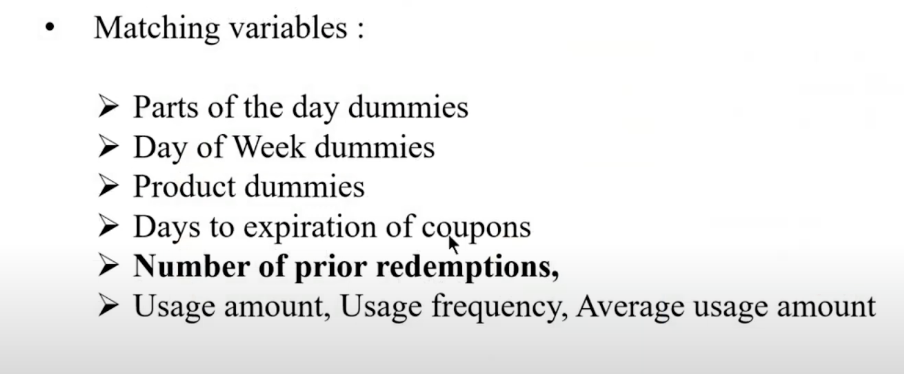 • Matching variables :
➢ Parts of the day dummies
➢ Day of Week dummies
➢ Product dummies
➢ Days to expiration of coupons
➢ Number of prior redemptions,
➢ Usage amount, Usage frequency, Average usage amount